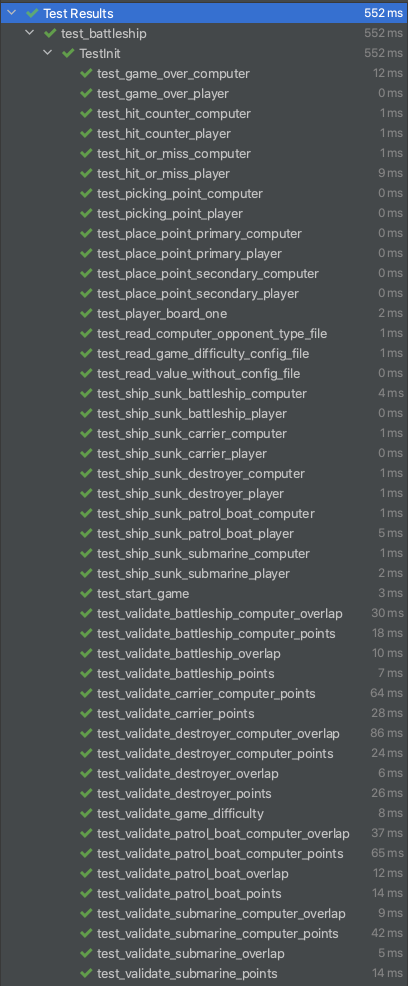 Test Results 552 ms
test_battleship 552 ms
TestInit 552 ms
test_game_over_computer 12 ms
test_game_over_player 0 ms
test_hit_counter_computer 1 ms
test_hit_counter_player 1 ms
test_hit_or_miss_computer 1 ms
test_hit_or_miss_player 9 ms
test_picking_point_computer 0 ms
test_picking_point_player 0 ms
test_place_point_primary_computer 0 ms
test_place_point_primary_player 0 ms
test_place_point_secondary_computer 0 ms
test_place_point_secondary_player 0 ms
test_player_board_one 2 ms
test_read_computer_opponent_type_file 1 ms
test_read_game_difficulty_config_file 1 ms
test_read_value_without_config_file 0 ms
test_ship_sunk_battleship_computer 4 ms
test_ship_sunk_battleship_player 0 ms
test_ship_sunk_carrier_computer 1 ms
test_ship_sunk_carrier_player 0 ms
test_ship_sunk_destroyer_computer 1 ms
test_ship_sunk_destroyer_player 1 ms
test_ship_sunk_patrol_boat_computer 1 ms
test_ship_sunk_patrol_boat_player 5 ms
test_ship_sunk_submarine_computer 1 ms
test_ship_sunk_submarine_player 2 ms
test_start_game 3 ms
test_validate_battleship_computer_overlap 30 ms
test_validate_battleship_computer_points 18 ms
test_validate_battleship_overlap 10 ms
test_validate_battleship_points 7 ms
test_validate_carrier_computer_points 64 ms
test_validate_carrier_points 28 ms
test_validate_destroyer_computer_overlap 86 ms
test_validate_destroyer_computer_points 24 ms
test_validate_destroyer_overlap 6 ms
test_validate_destroyer_points 26 ms
test_validate_game_difficulty 8 ms
test_validate_patrol_boat_computer_overlap 37 ms
test_validate_patrol_boat_computer_points 65 ms
test_validate_patrol_boat_overlap 12 ms
test_validate_patrol_boat_points 14 ms
test_validate_submarine_computer_overlap 9 ms
test_validate_submarine_computer_points 42 ms
test_validate_submarine_overlap 5 ms
test_validate_submarine_points 14 ms